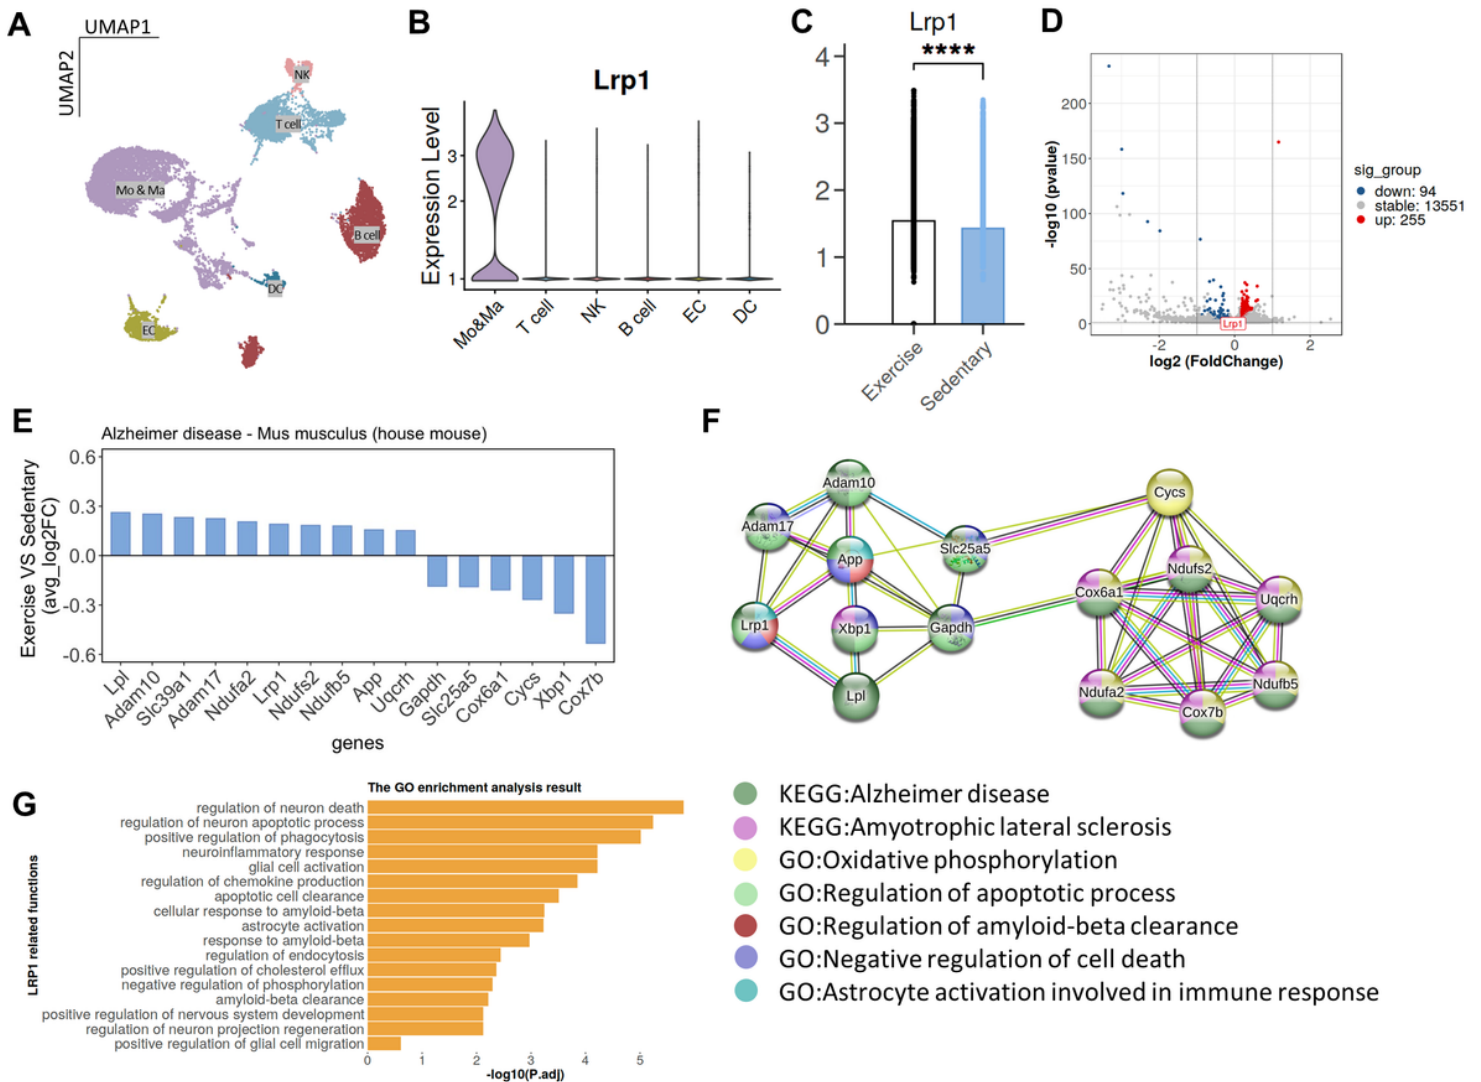 A
UMAP1
UMAP2
NK
T cell
Mo & Ma
B cell
DC
EC
B
Lrp1
Expression Level
3
2
1
Mo&Ma
T cell
NK
B cell
EC
DC
C
Lrp1
****
4
3
2
1
0
Exercise
Sedentary
D
-log10 (pvalue)
200
150
100
50
0
Lrp1
-2
0
2
log2 (FoldChange)
sig_group
down: 94
stable: 13551
up: 255
E
Alzheimer disease - Mus musculus (house mouse)
Exercise VS Sedentary
(avg_log2FC)
0.6
0.3
0.0
-0.3
-0.6
Lpl
Adam10
Slc39a1
Adam17
Ndufa2
Lrp1
Ndufs2
Ndufb5
App
Uqcrh
Gapdh
Slc25a5
Cox6a1
Cycs
Xbp1
Cox7b
genes
F
Adam10
Adam17
App
Slc25a5
Lrp1
Xbp1
Gapdh
Lpl
Cycs
Ndufs2
Cox6a1
Uqcrh
Ndufa2
Cox7b
Ndufb5
KEGG:Alzheimer disease
KEGG:Amyotrophic lateral sclerosis
GO:Oxidative phosphorylation
GO:Regulation of apoptotic process
GO:Regulation of amyloid-beta clearance
GO:Negative regulation of cell death
GO:Astrocyte activation involved in immune response
G
The GO enrichment analysis result
LRP1 related functions
regulation of neuron death
regulation of neuron apoptotic process
positive regulation of phagocytosis
neuroinflammatory response
glial cell activation
regulation of chemokine production
apoptotic cell clearance
cellular response to amyloid-beta
astrocyte activation
response to amyloid-beta
regulation of endocytosis
positive regulation of cholesterol efflux
negative regulation of phosphorylation
amyloid-beta clearance
positive regulation of nervous system development
regulation of neuron projection regeneration
positive regulation of glial cell migration
0
1
2
3
4
5
-log10(P.adj)